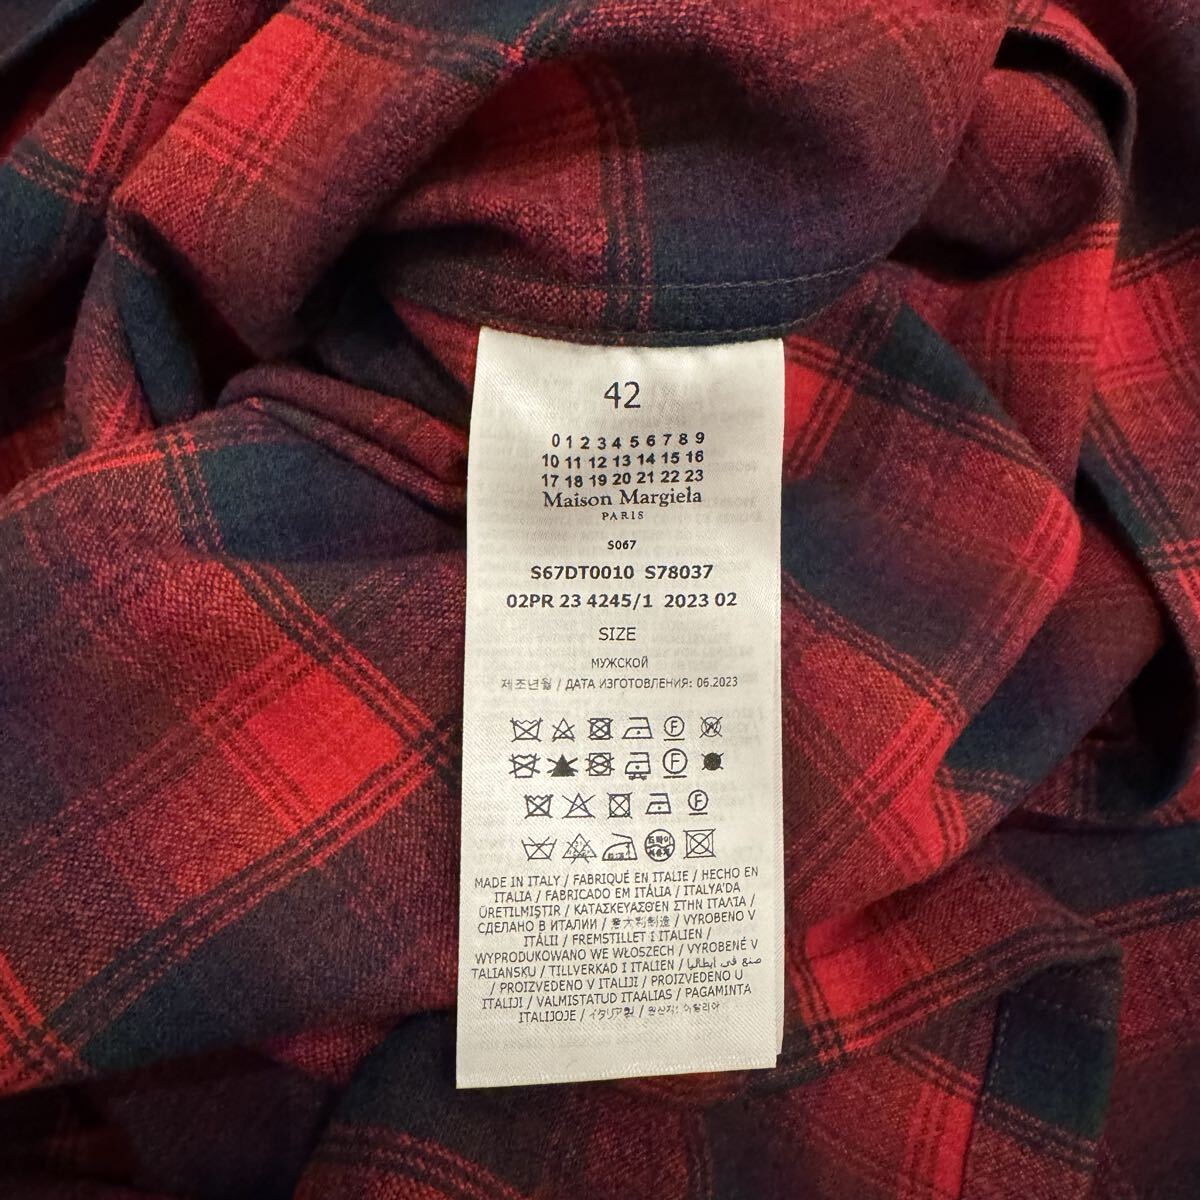 42
0 1 2 3 4 5 6 7 8 9
10 11 12 13 14 15 16
17 18 19 20 21 22 23
Maison Margiela
PARIS
S067
S67DT0010 S78037
02PR 23 4245/1 2023 02
SIZE
МУЖСКОЙ
제조년월 / ДАТА ИЗГОТОВЛЕНИЯ: 06.2023
F W
F
F
드라이
MADE IN ITALY / FABRIQUÉ EN ITALIE / HECHO EN
ITALIA / FABRICADO EM ITÁLIA / ITALYA'DA
ÜRETILMIŞTIR / ΚΑΤΑΣΚΕΥΑΣΘΕΝ ΣΤΗΝ ΙΤΑΛΙΑ /
СДЕЛАНО В ИТАЛИИ / 意大利制造 / VYROBENO V
ITÁLII / FREMSTILLET I ITALIEN /
WYPRODUKOWANO WE WŁOSZECH / VYROBENÉ V
TALIANSKU / TILLVERKAD I ITALIEN / صنع في ايطاليا
/ PROIZVEDENO V ITALIJI / PROIZVEDENO U
ITALIJI / VALMISTATUD ITAALIAS / PAGAMINTA
ITALIJOJE / イタリア製 / 원산지: 이탈리아